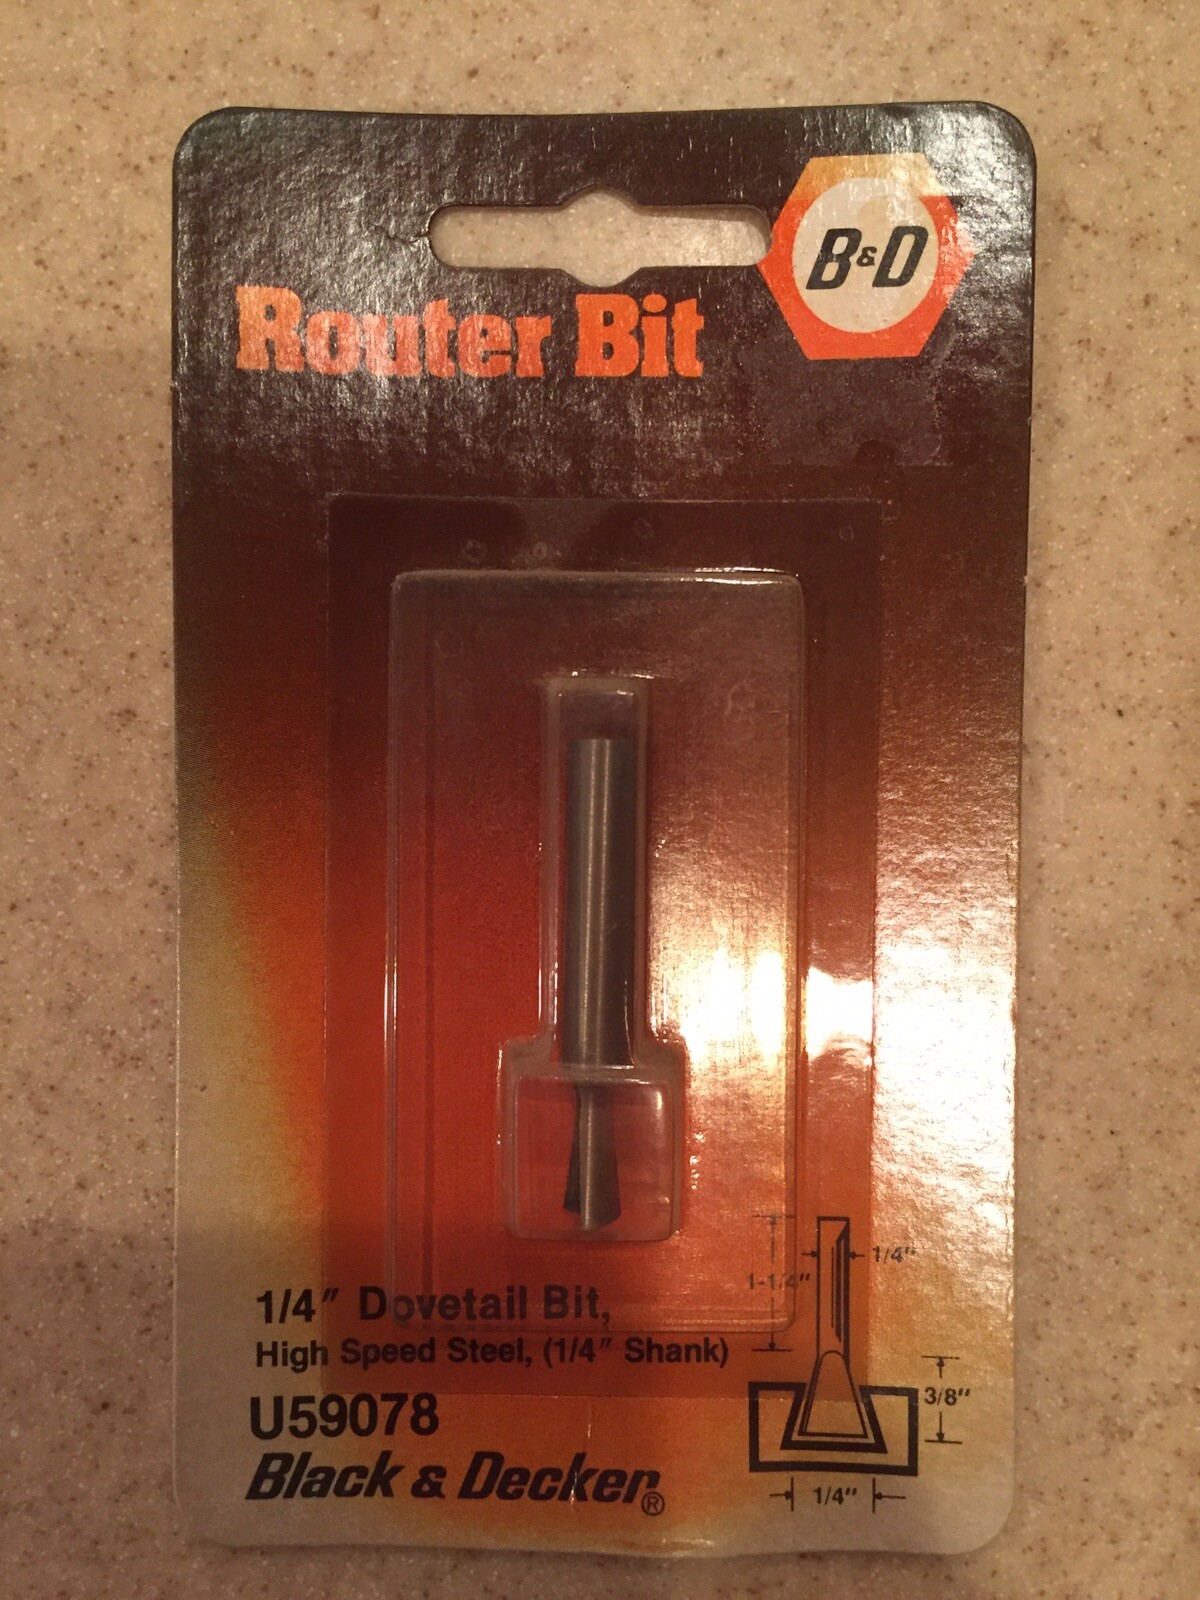 B&D
Router Bit
1/4"
1-1/4"
1/4" Dovetail Bit,
High Speed Steel, (1/4" Shank)
3/8"
U59078
Black & Decker®
1/4"